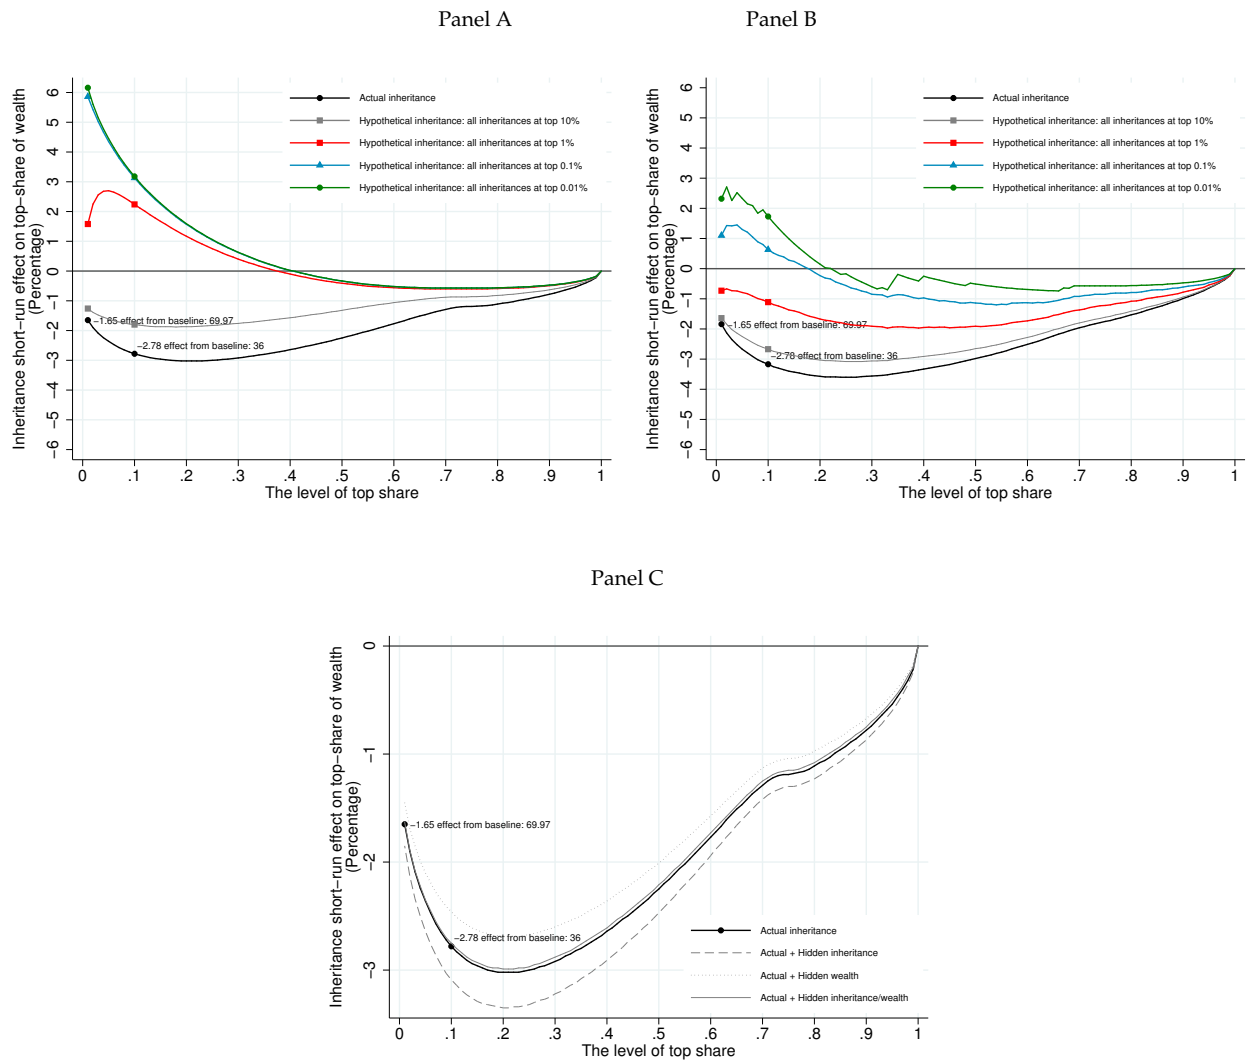 Panel A
Inheritance short−run effect on top−share of wealth
(Percentage)
6
5
4
3
2
1
0
−1
−2
−3
−4
−5
−6
Actual inheritance
Hypothetical inheritance: all inheritances at top 10%
Hypothetical inheritance: all inheritances at top 1%
Hypothetical inheritance: all inheritances at top 0.1%
Hypothetical inheritance: all inheritances at top 0.01%
−1.65 effect from baseline: 69.97
−2.78 effect from baseline: 36
0 .1 .2 .3 .4 .5 .6 .7 .8 .9 1
The level of top share
Panel B
Inheritance short−run effect on top−share of wealth
(Percentage)
6
5
4
3
2
1
0
−1
−2
−3
−4
−5
−6
Actual inheritance
Hypothetical inheritance: all inheritances at top 10%
Hypothetical inheritance: all inheritances at top 1%
Hypothetical inheritance: all inheritances at top 0.1%
Hypothetical inheritance: all inheritances at top 0.01%
−1.65 effect from baseline: 69.97
−2.78 effect from baseline: 36
0 .1 .2 .3 .4 .5 .6 .7 .8 .9 1
The level of top share
Panel C
Inheritance short−run effect on top−share of wealth
(Percentage)
0
−1
−2
−3
−1.65 effect from baseline: 69.97
−2.78 effect from baseline: 36
Actual inheritance
Actual + Hidden inheritance
Actual + Hidden wealth
Actual + Hidden inheritance/wealth
0 .1 .2 .3 .4 .5 .6 .7 .8 .9 1
The level of top share